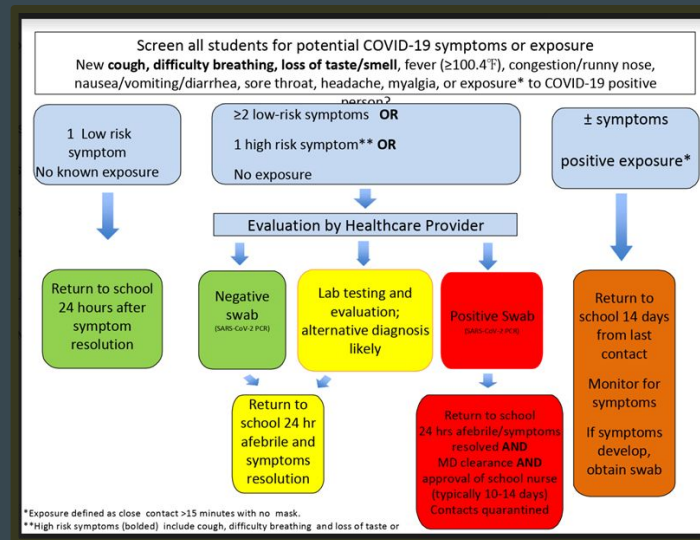 Screen all students for potential COVID-19 symptoms or exposure
New cough, difficulty breathing, loss of taste/smell, fever (≥100.4℉), congestion/runny nose,
nausea/vomiting/diarrhea, sore throat, headache, myalgia, or exposure* to COVID-19 positive
person?
1 Low risk
symptom
No known exposure
≥2 low-risk symptoms OR
1 high risk symptom** OR
No exposure
± symptoms
positive exposure*
Evaluation by Healthcare Provider
Return to school
24 hours after
symptom
resolution
Negative
swab
(SARS-CoV-2 PCR)
Lab testing and
evaluation;
alternative diagnosis
likely
Positive Swab
(SARS-CoV-2 PCR)
Return to
school 14 days
from last
contact
Monitor for
symptoms
If symptoms
develop,
obtain swab
Return to
school 24 hr
afebrile and
symptoms
resolution
Return to school
24 hrs afebrile/symptoms
resolved AND
MD clearance AND
approval of school nurse
(typically 10-14 days)
Contacts quarantined
*Exposure defined as close contact >15 minutes with no mask.
**High risk symptoms (bolded) include cough, difficulty breathing and loss of taste or